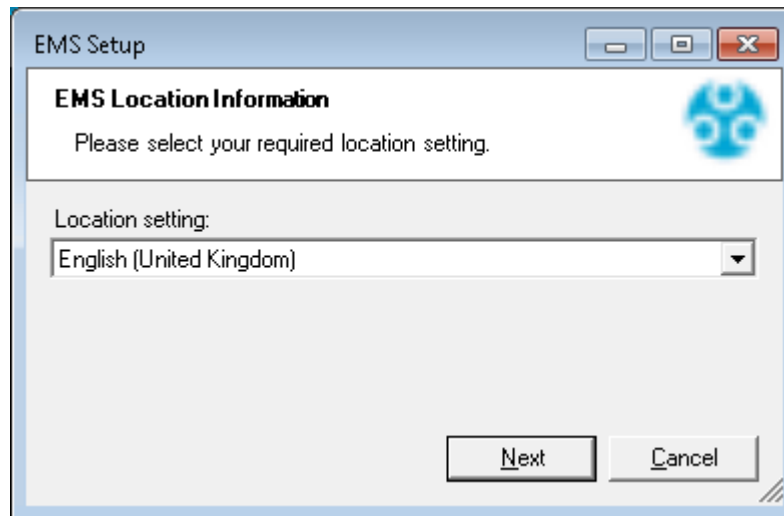 EMS Setup
EMS Location Information
Please select your required location setting.
Location setting:
English (United Kingdom)
Next Cancel